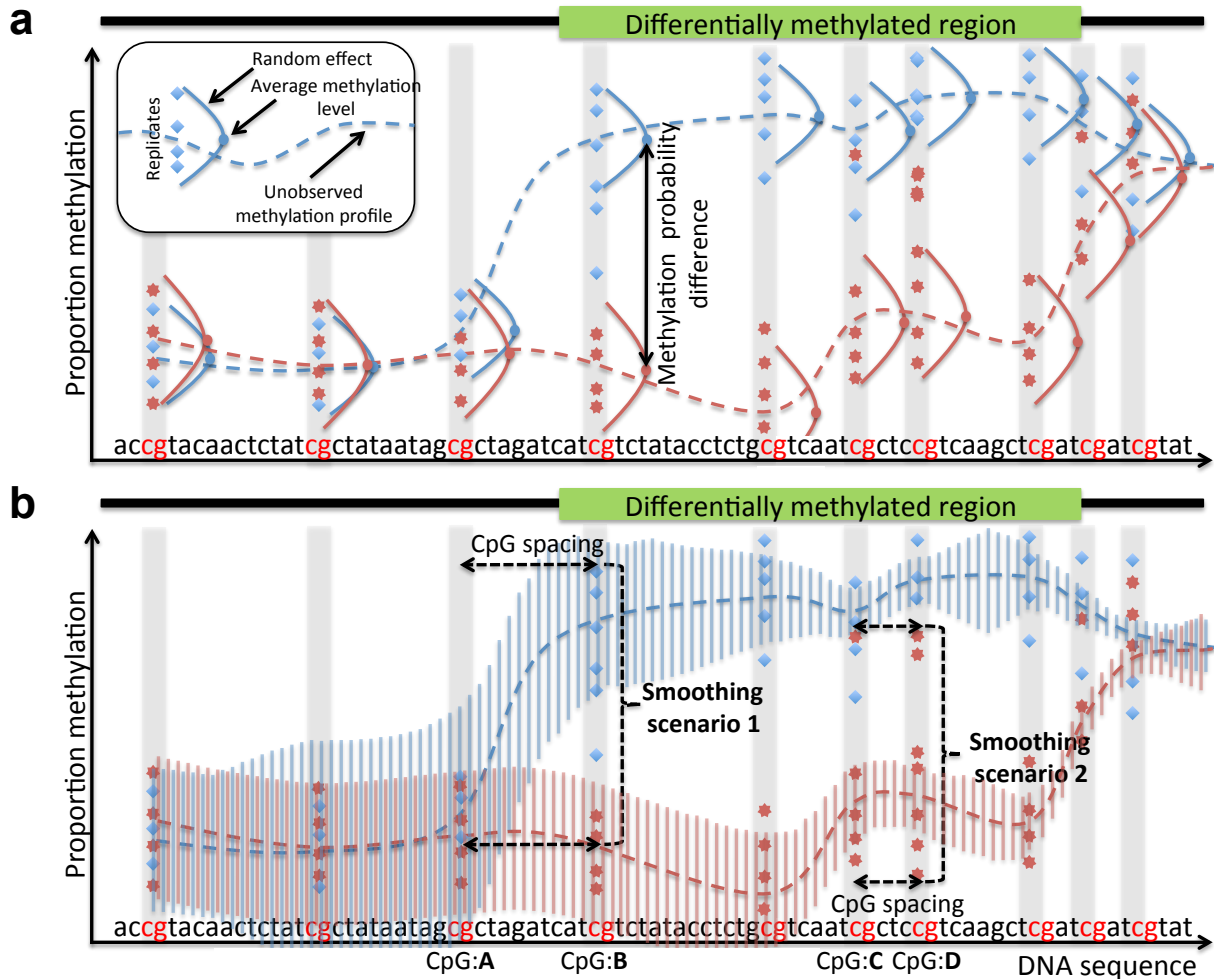 a
Differentially methylated region
Random effect
Average methylation
level
Replicates
Unobserved
methylation profile
Proportion methylation
Methylation probability
difference
accgtacaactctatcgctataatagcgctagatcatcgtctatacctctgcgtcaatcgctccgtcaagctcgatcgatcgtat
b
Differentially methylated region
CpG spacing
Proportion methylation
Smoothing
scenario 1
Smoothing
scenario 2
CpG spacing
accgtacaactctatcgctataatagcgctagatcatcgtctatacctctgcgtcaatcgctccgtcaagctcgatcgatcgtat
CpG:A CpG:B CpG:C CpG:D DNA sequence